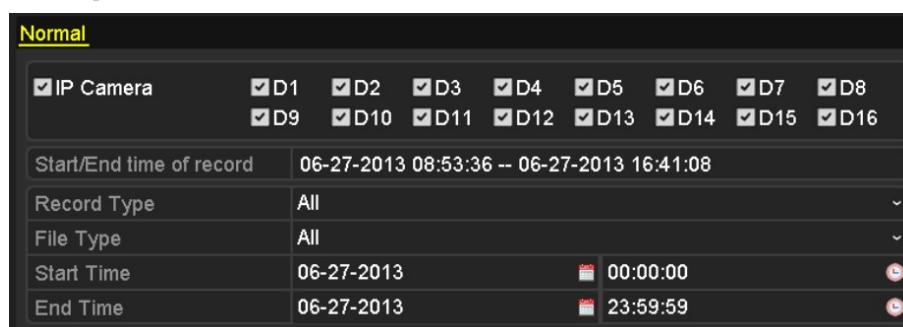 Normal
IP Camera D1 D2 D3 D4 D5 D6 D7 D8
D9 D10 D11 D12 D13 D14 D15 D16
Start/End time of record 06-27-2013 08:53:36 -- 06-27-2013 16:41:08
Record Type All
File Type All
Start Time 06-27-2013 00:00:00
End Time 06-27-2013 23:59:59